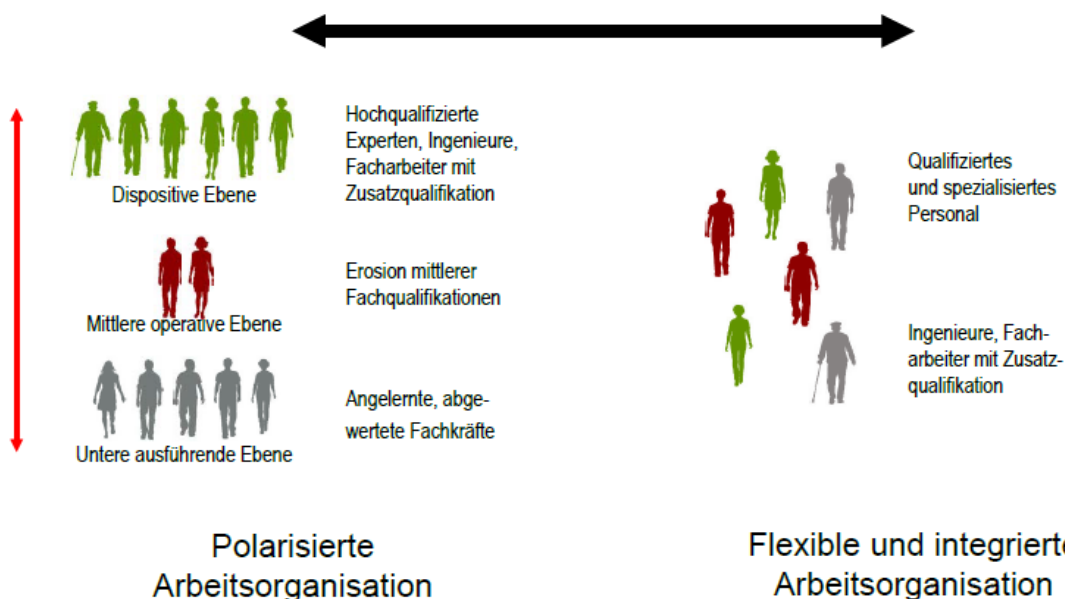 Hochqualifizierte
Experten, Ingenieure,
Facharbeiter mit
Zusatzqualifikation
Dispositive Ebene
Erosion mittlerer
Fachqualifikationen
Mittlere operative Ebene
Angelernte, abge-
wertete Fachkräfte
Untere ausführende Ebene
Qualifiziertes
und spezialisiertes
Personal
Ingenieure, Fach-
arbeiter mit Zusatz-
qualifikation
Polarisierte
Arbeitsorganisation
Flexible und integrierte
Arbeitsorganisation